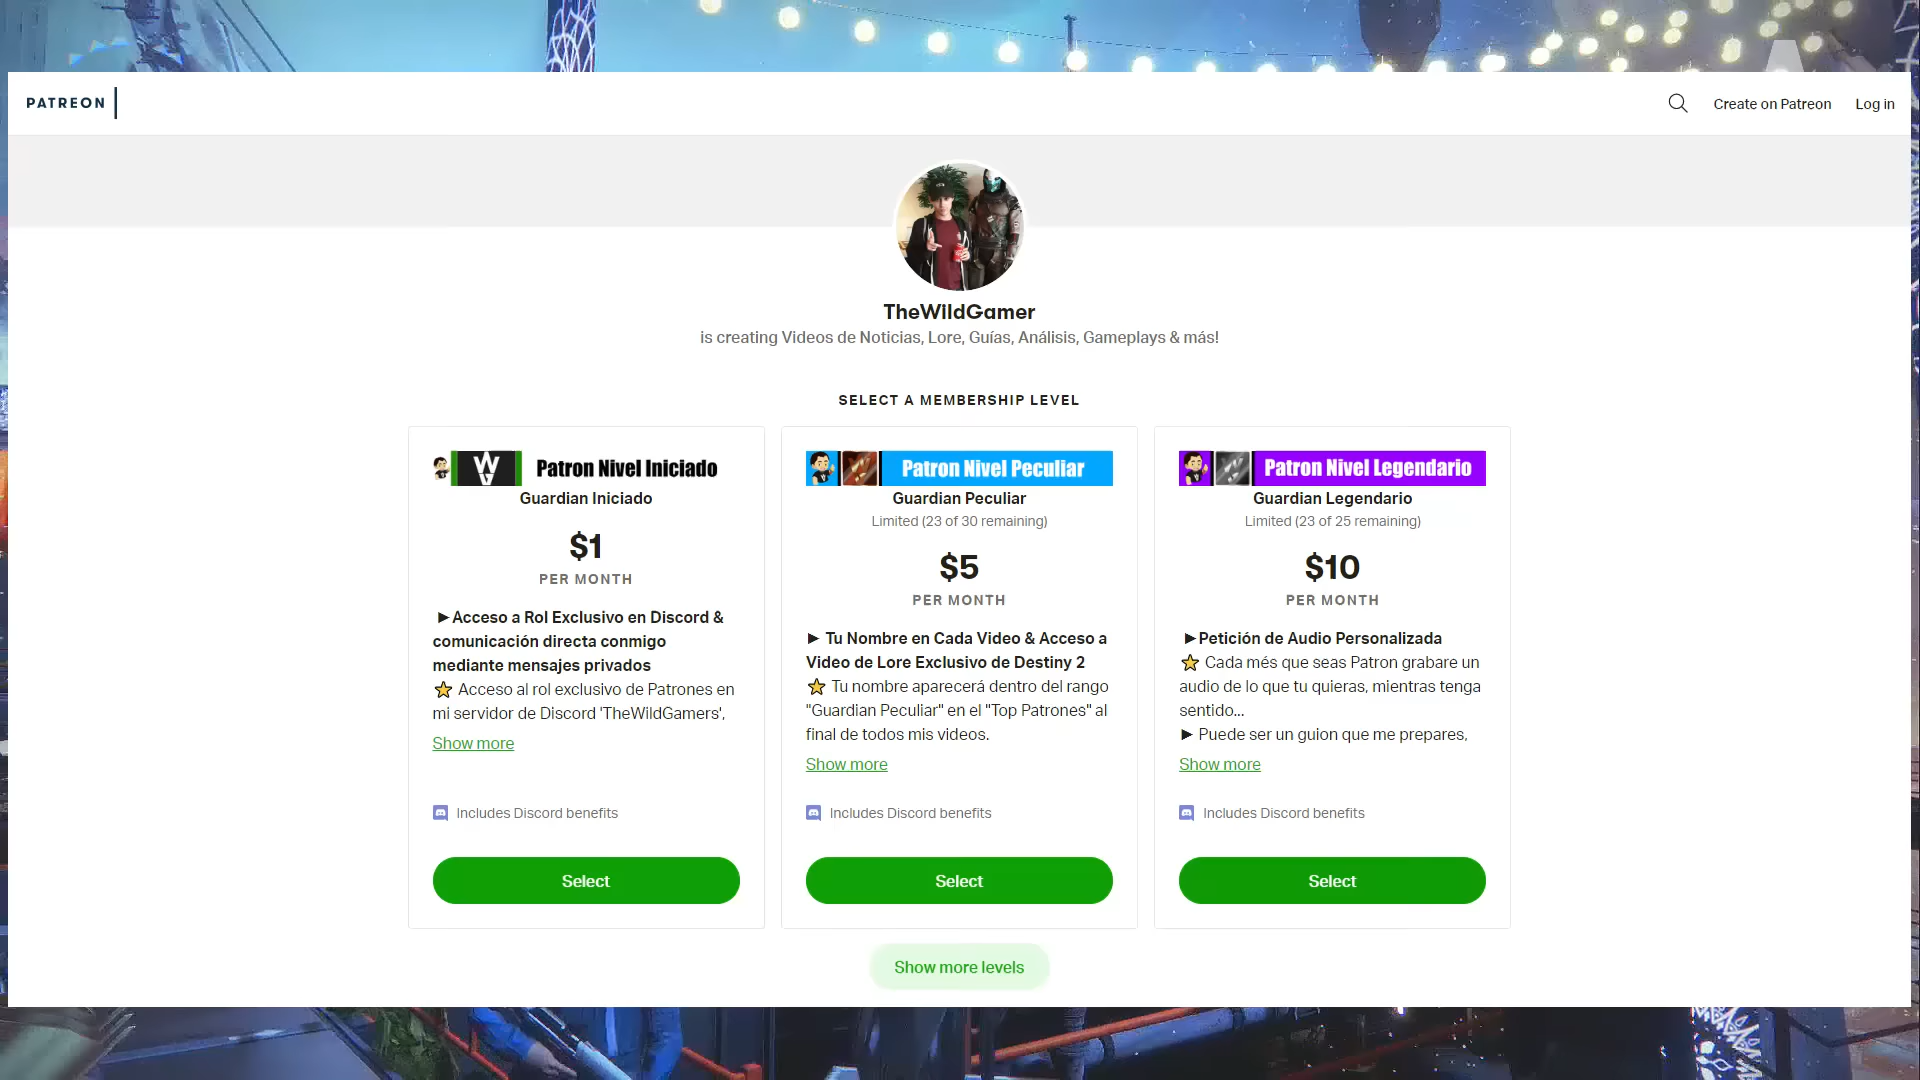 PATREON
Create on Patreon
Log in
TheWildGamer
is creating Videos de Noticias, Lore, Guías, Análisis, Gameplays & más!
SELECT A MEMBERSHIP LEVEL
Patron Nivel Iniciado
Guardian Iniciado
$1
PER MONTH
►Acceso a Rol Exclusivo en Discord &
comunicación directa conmigo
mediante mensajes privados
⭐ Acceso al rol exclusivo de Patrones en
mi servidor de Discord 'TheWildGamers',
Show more
Includes Discord benefits
Select
Patron Nivel Peculiar
Guardian Peculiar
Limited (23 of 30 remaining)
$5
PER MONTH
► Tu Nombre en Cada Video & Acceso a
Video de Lore Exclusivo de Destiny 2
⭐ Tu nombre aparecerá dentro del rango
"Guardian Peculiar" en el "Top Patrones" al
final de todos mis videos.
Show more
Includes Discord benefits
Select
Patron Nivel Legendario
Guardian Legendario
Limited (23 of 25 remaining)
$10
PER MONTH
►Petición de Audio Personalizada
⭐ Cada més que seas Patron grabare un
audio de lo que tu quieras, mientras tenga
sentido...
► Puede ser un guion que me prepares,
Show more
Includes Discord benefits
Select
Show more levels